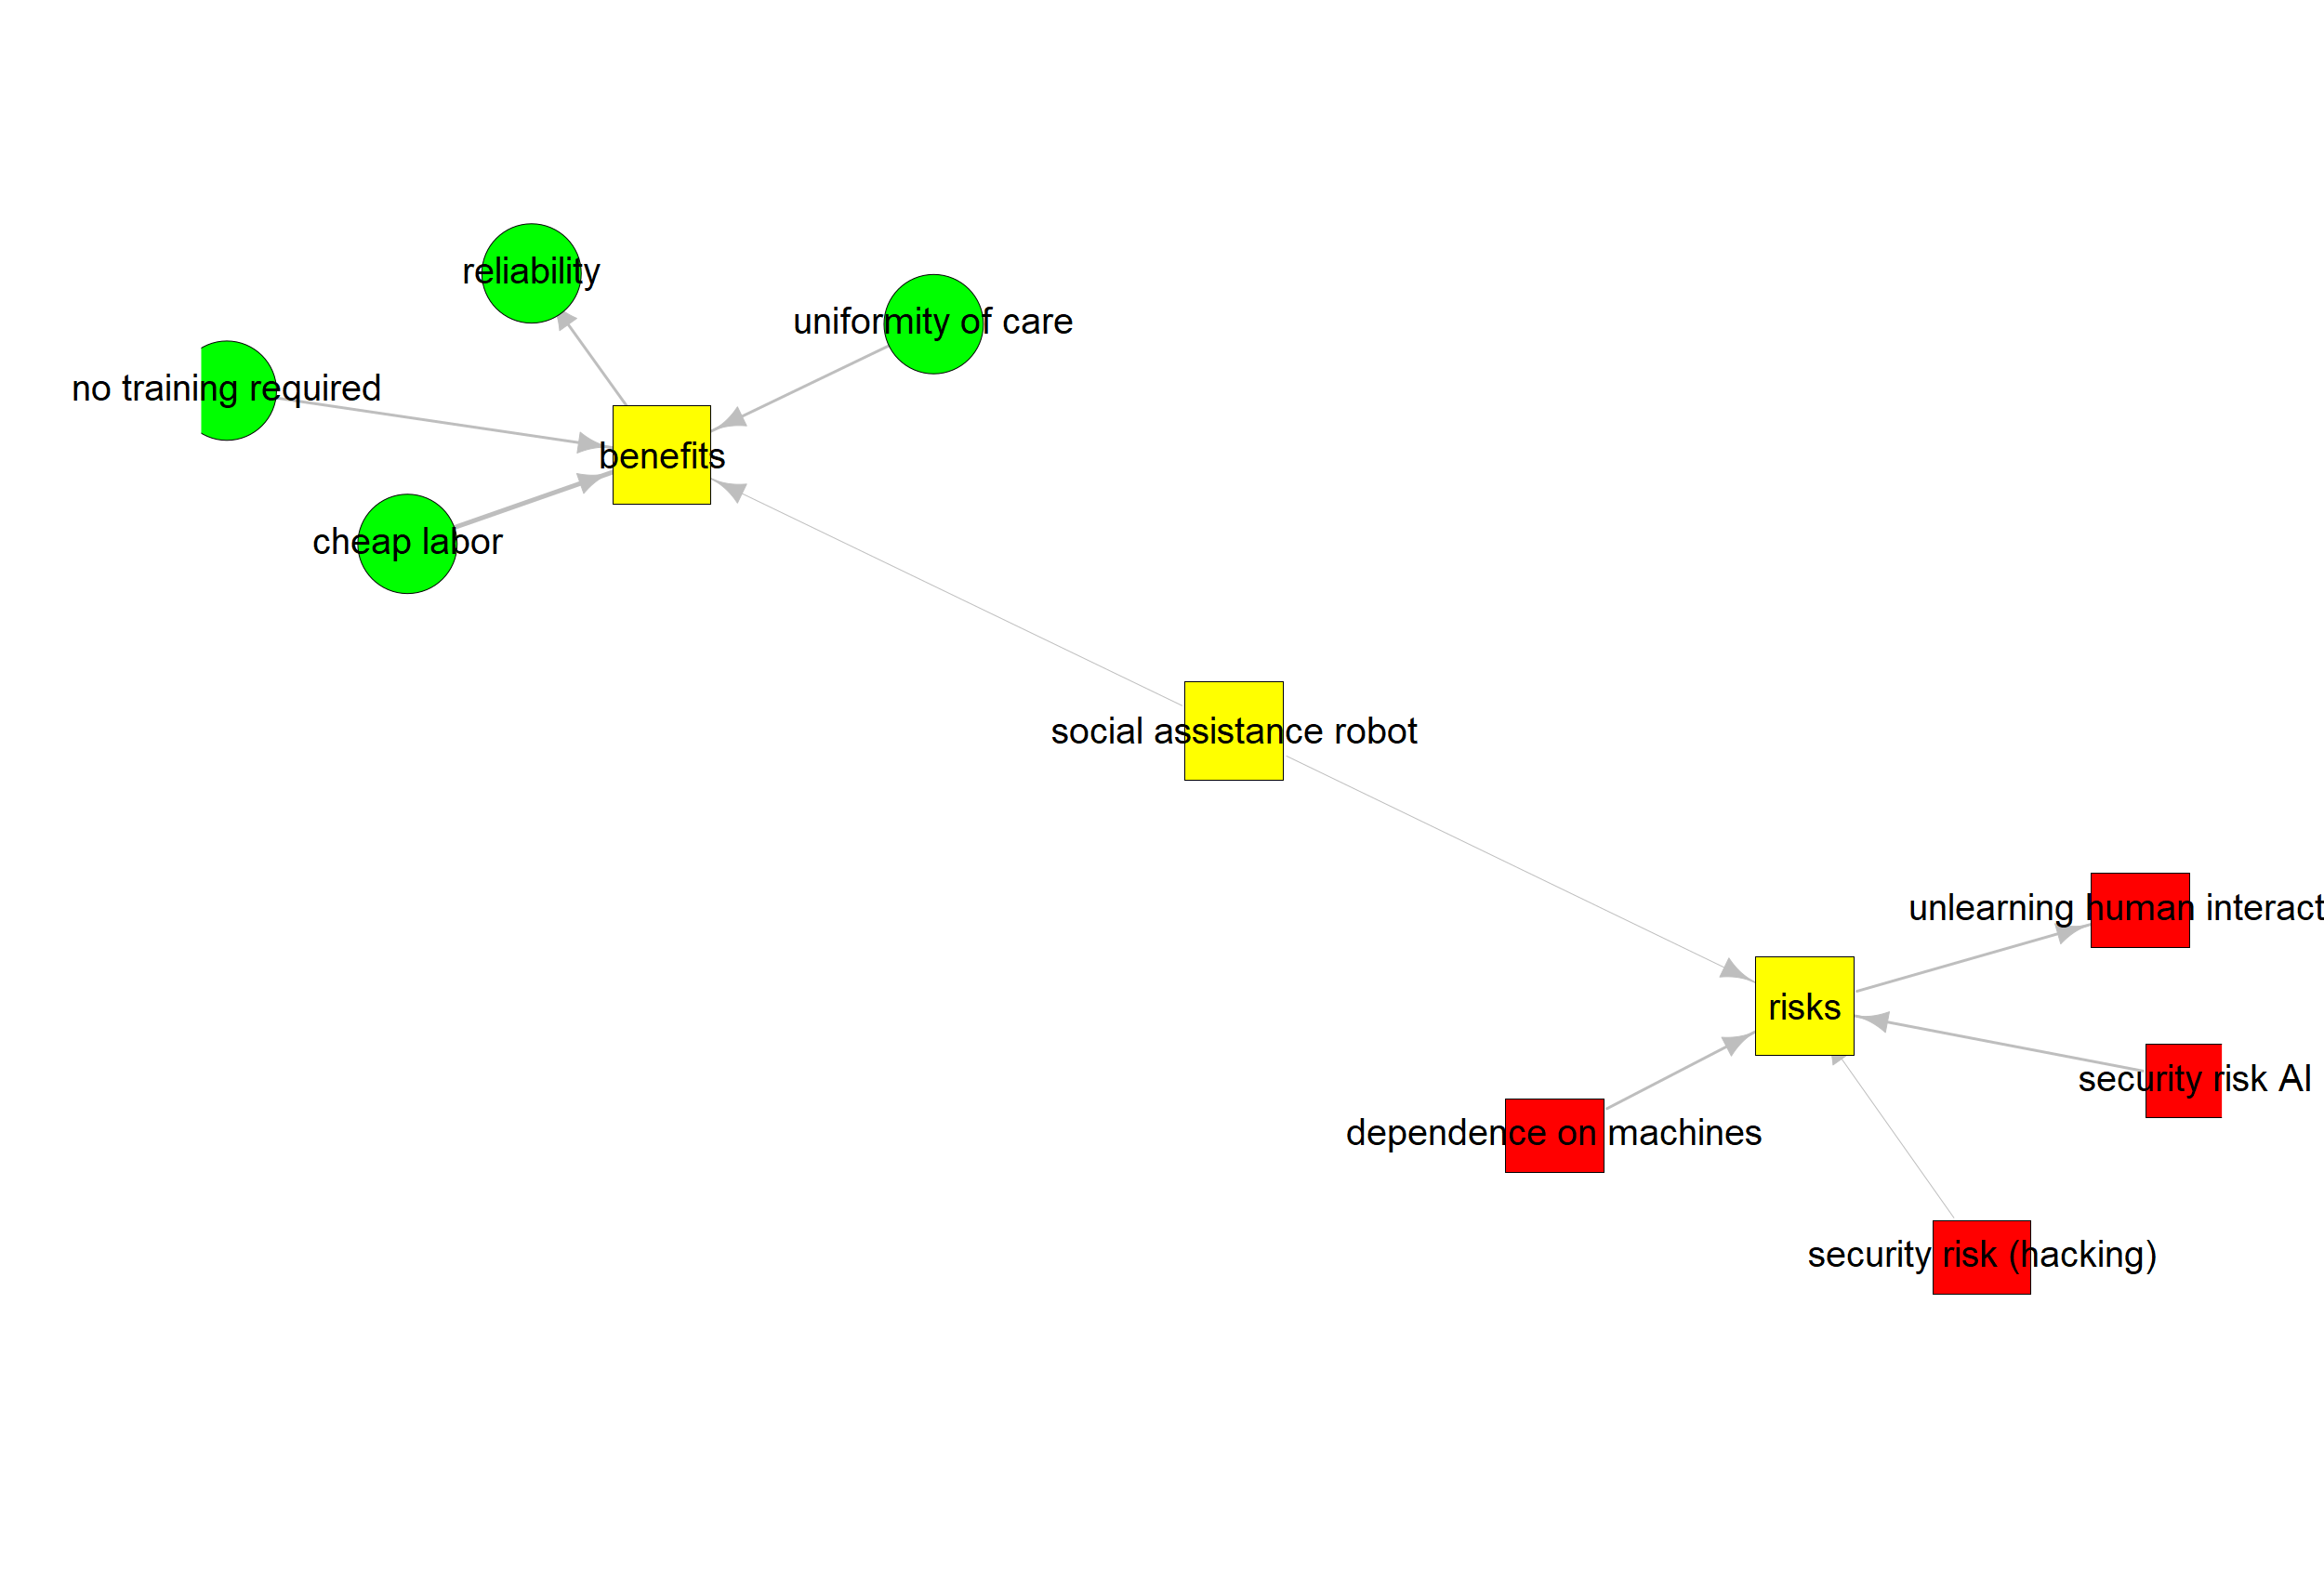 reliability
uniformity of care
no training required
benefits
cheap labor
social assistance robot
unlearning human interact
risks
security risk AI
dependence on machines
security risk (hacking)